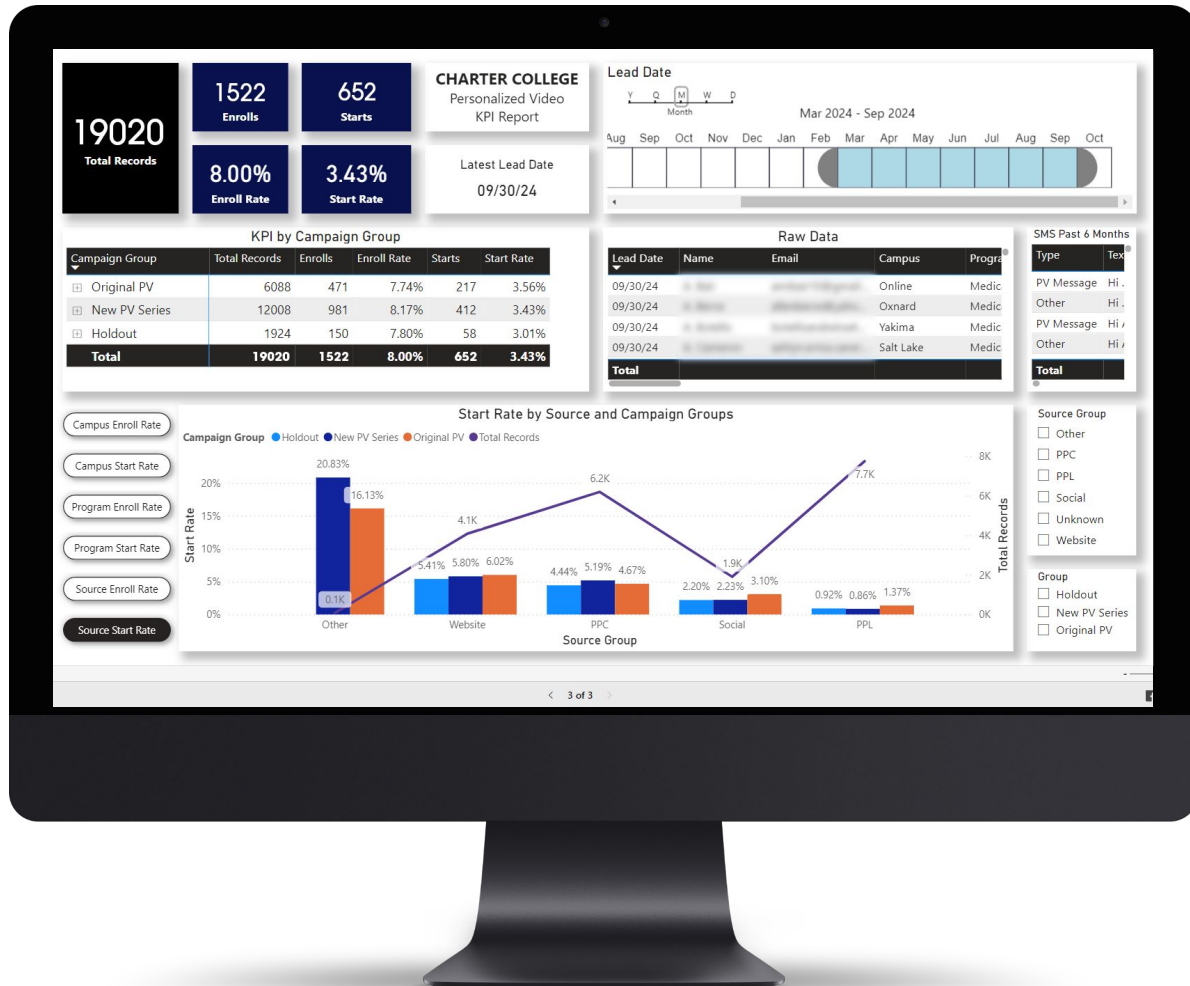 19020
Total Records
1522
Enrolls
652
Starts
8.00%
Enroll Rate
3.43%
Start Rate
CHARTER COLLEGE
Personalized Video
KPI Report
Latest Lead Date
09/30/24
Lead Date
Y Q M W D
Month
Mar 2024 - Sep 2024
Aug Sep Oct Nov Dec Jan Feb Mar Apr May Jun Jul Aug Sep Oct
KPI by Campaign Group
Campaign Group Total Records Enrolls Enroll Rate Starts Start Rate
Original PV 6088 471 7.74% 217 3.56%
New PV Series 12008 981 8.17% 412 3.43%
Holdout 1924 150 7.80% 58 3.01%
Total 19020 1522 8.00% 652 3.43%
Raw Data
Lead Date Name Email Campus Progra
09/30/24 Online Medic
09/30/24 Oxnard Medic
09/30/24 Yakima Medic
09/30/24 Salt Lake Medic
Total
SMS Past 6 Months
Type Tex
PV Message Hi
Other Hi
PV Message Hi
Other Hi
Total
Campus Enroll Rate
Campus Start Rate
Program Enroll Rate
Program Start Rate
Source Enroll Rate
Source Start Rate
Start Rate by Source and Campaign Groups
Campaign Group Holdout New PV Series Original PV Total Records
Start Rate
20%
15%
10%
5%
0%
20.83%
16.13%
0.1K
5.41% 5.80% 6.02%
4.1K
4.44% 5.19% 4.67%
6.2K
2.20% 2.23% 3.10%
1.9K
0.92% 0.86% 1.37%
7.7K
8K
6K
4K
2K
0K
Total Records
Other Website PPC Social PPL
Source Group
Source Group
Other
PPC
PPL
Social
Unknown
Website
Group
Holdout
New PV Series
Original PV
3 of 3